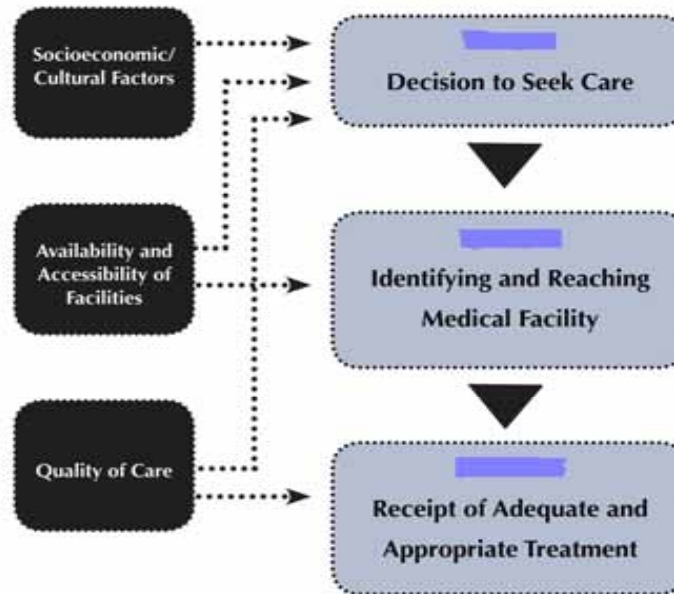 Socioeconomic/
Cultural Factors
Decision to Seek Care
Availability and
Accessibility of
Facilities
Identifying and Reaching
Medical Facility
Quality of Care
Receipt of Adequate and
Appropriate Treatment